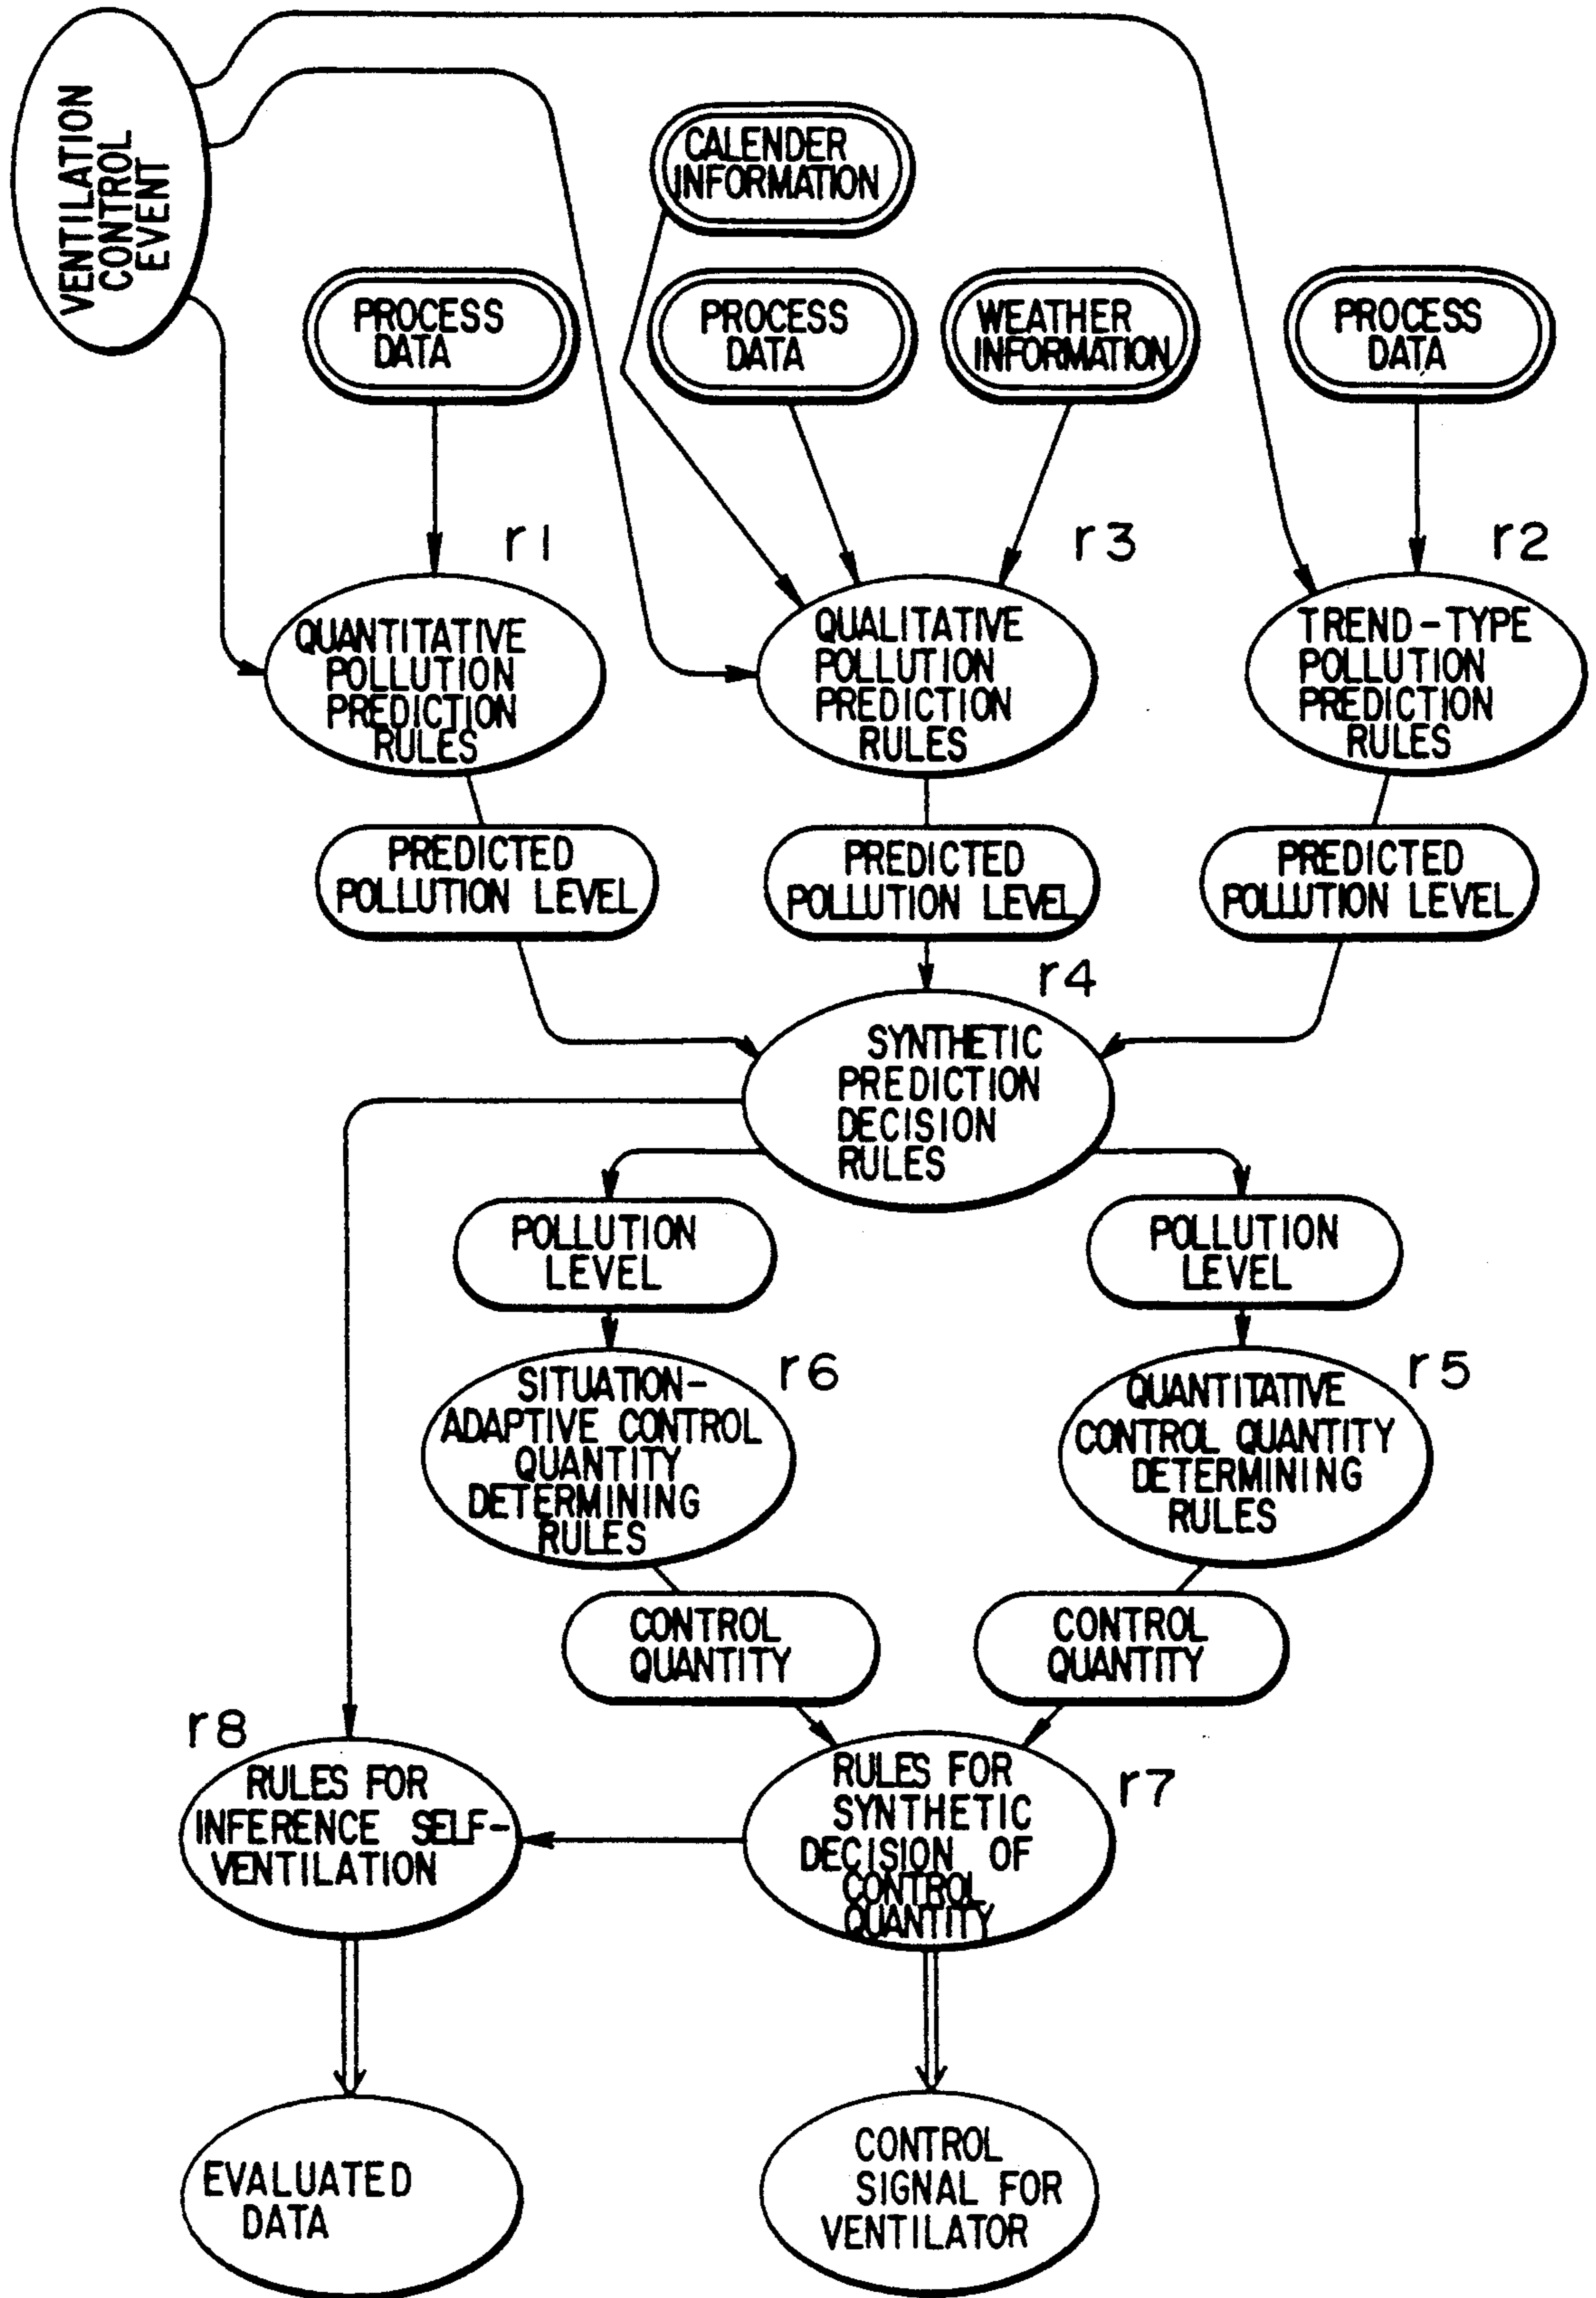 VENTILATION
CONTROL
EVENT
CALENDER
INFORMATION
PROCESS
DATA
PROCESS
DATA
WEATHER
INFORMATION
PROCESS
DATA
r1
r3
r2
QUANTITATIVE
POLLUTION
PREDICTION
RULES
QUALITATIVE
POLLUTION
PREDICTION
RULES
TREND-TYPE
POLLUTION
PREDICTION
RULES
PREDICTED
POLLUTION LEVEL
PREDICTED
POLLUTION LEVEL
PREDICTED
POLLUTION LEVEL
r4
SYNTHETIC
PREDICTION
DECISION
RULES
POLLUTION
LEVEL
POLLUTION
LEVEL
r6
SITUATION-
ADAPTIVE CONTROL
QUANTITY
DETERMINING
RULES
r5
QUANTITATIVE
CONTROL QUANTITY
DETERMINING
RULES
CONTROL
QUANTITY
CONTROL
QUANTITY
r8
RULES FOR
INFERENCE SELF-
VENTILATION
r7
RULES FOR
SYNTHETIC
DECISION OF
CONTROL
QUANTITY
EVALUATED
DATA
CONTROL
SIGNAL FOR
VENTILATOR